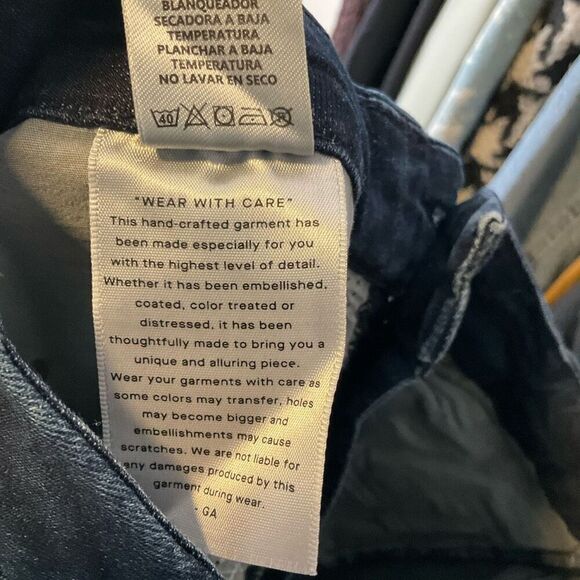 BLANQUEADOR
SECADORA A BAJA
TEMPERATURA
PLANCHAR A BAJA
TEMPERATURA
NO LAVAR EN SECO
40
"WEAR WITH CARE"
This hand-crafted garment has
been made especially for you
with the highest level of detail.
Whether it has been embellished,
coated, color treated or
distressed, it has been
thoughtfully made to bring you a
unique and alluring piece.
Wear your garments with care as
some colors may transfer, holes
may become bigger and
embellishments may cause
scratches. We are not liable for
any damages produced by this
garment during wear.
- GA